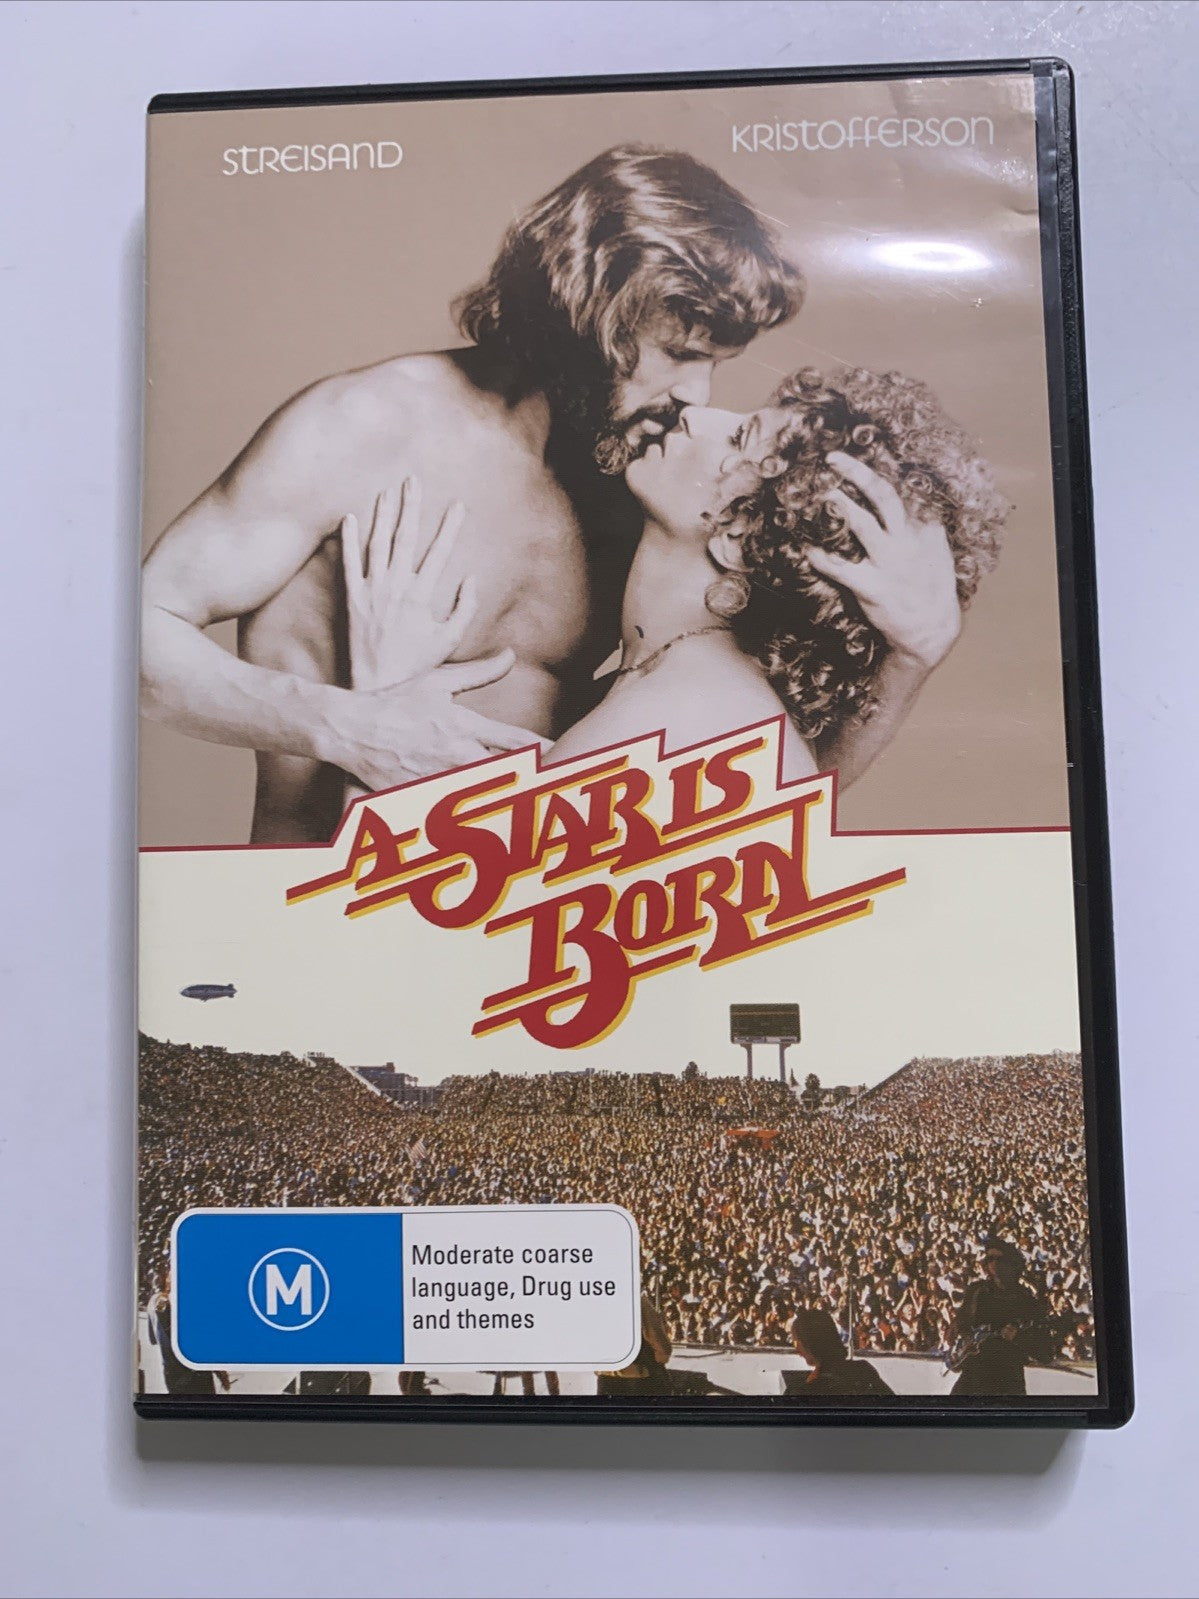 STREISAND
KRISTOFFERSON
A STAR IS
BORN
M
Moderate coarse
language, Drug use
and themes